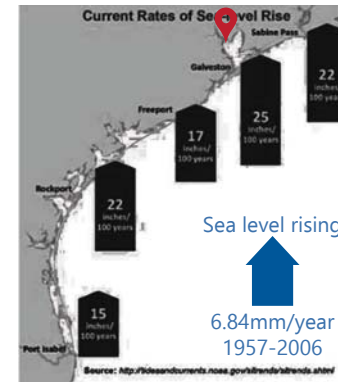 Current Rates of Sea Level Rise
Sabine Pass
Galveston
22
inches/
100 years
25
inches/
100 years
Freeport
17
inches/
100 years
Rockport
22
inches/
100 years
Sea level rising
15
inches/
100 years
6.84mm/year
1957-2006
Port Isabel
Source: http://tidesandcurrents.noaa.gov/sltrends/sltrends.shtml